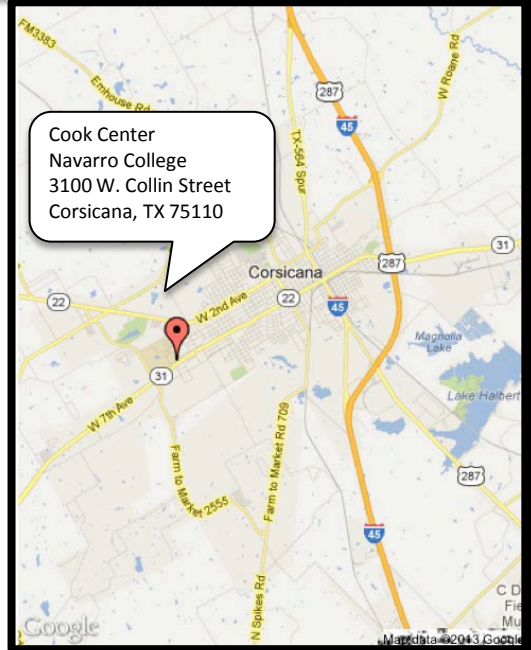 FM3383
Emhouse Rd
W Roane Rd
287
45
TX-564 Spur
Cook Center
Navarro College
3100 W. Collin Street
Corsicana, TX 75110
31
287
Corsicana
22
22
W 2nd Ave
45
Magnolia
Lake
31
Lake Halbert
W 7th Ave
Farm to Market Rd 709
Farm to Market 2555
287
45
N Spikes Rd
C D
Fie
Mu
Google
Map data ©2013 Google